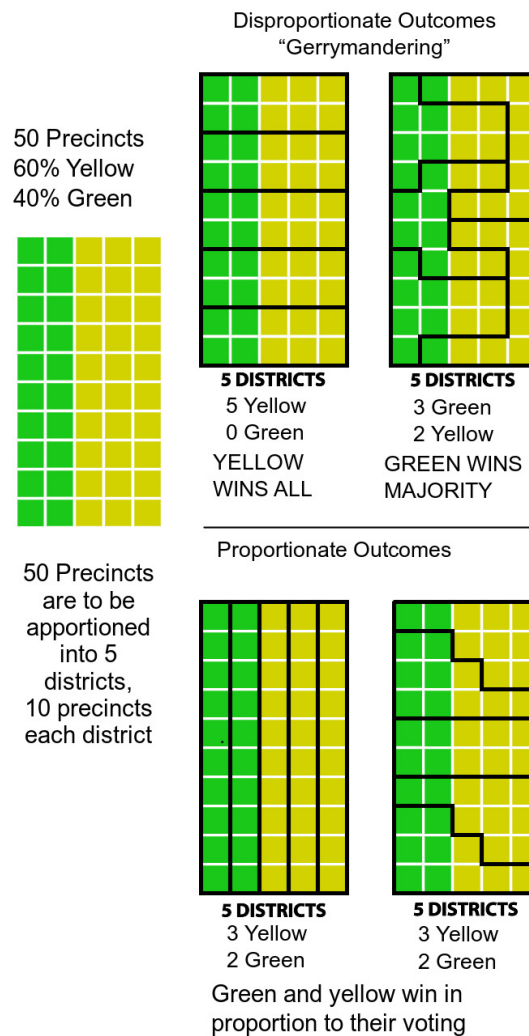 Disproportionate Outcomes
“Gerrymandering”
50 Precincts
60% Yellow
40% Green
5 DISTRICTS
5 Yellow
0 Green
YELLOW
WINS ALL
5 DISTRICTS
3 Green
2 Yellow
GREEN WINS
MAJORITY
50 Precincts
are to be
apportioned
into 5
districts,
10 precincts
each district
Proportionate Outcomes
5 DISTRICTS
3 Yellow
2 Green
5 DISTRICTS
3 Yellow
2 Green
Green and yellow win in
proportion to their voting